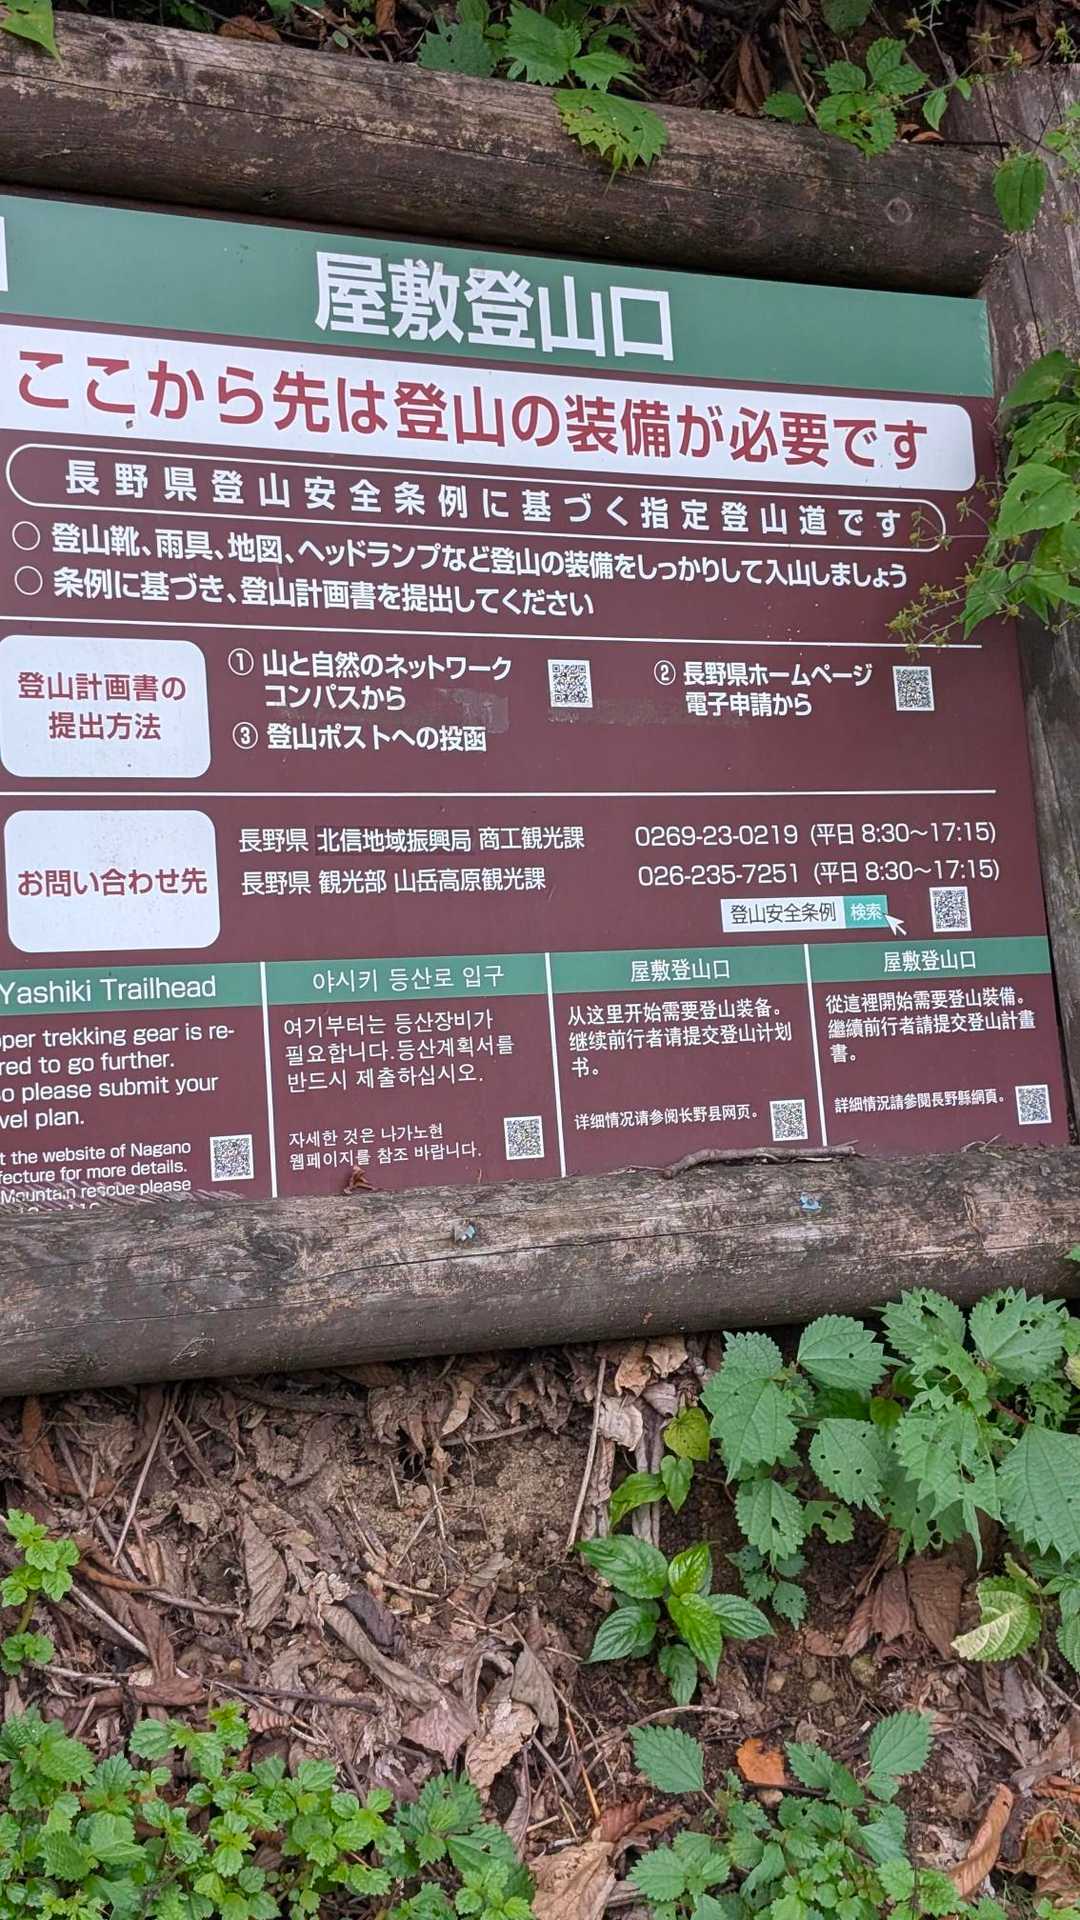 屋敷登山口
ここから先は登山の装備が必要です
長野県登山安全条例に基づく指定登山道です
○ 登山靴、雨具、地図、ヘッドランプなど登山の装備をしっかりして入山しましょう
○ 条例に基づき、登山計画書を提出してください
登山計画書の
提出方法
① 山と自然のネットワーク
コンパスから
② 長野県ホームページ
電子申請から
③ 登山ポストへの投函
お問い合わせ先
長野県 北信地域振興局 商工観光課 0269-23-0219 (平日 8:30～17:15)
長野県 観光部 山岳高原観光課 026-235-7251 (平日 8:30～17:15)
登山安全条例 検索
Yashiki Trailhead
per trekking gear is re-
red to go further.
so please submit your
vel plan.
t the website of Nagano
fecture for more details.
Mountain rescue please
야시키 등산로 입구
여기부터는 등산장비가
필요합니다.등산계획서를
반드시 제출하십시오.
자세한 것은 나가노현
웹페이지를 참조 바랍니다.
屋敷登山口
从这里开始需要登山装备。
继续前行者请提交登山计划
书。
详细情况请参阅长野县网页。
屋敷登山口
從這裡開始需要登山裝備。
繼續前行者請提交登山計畫
書。
詳細情況請參閱長野縣網頁。